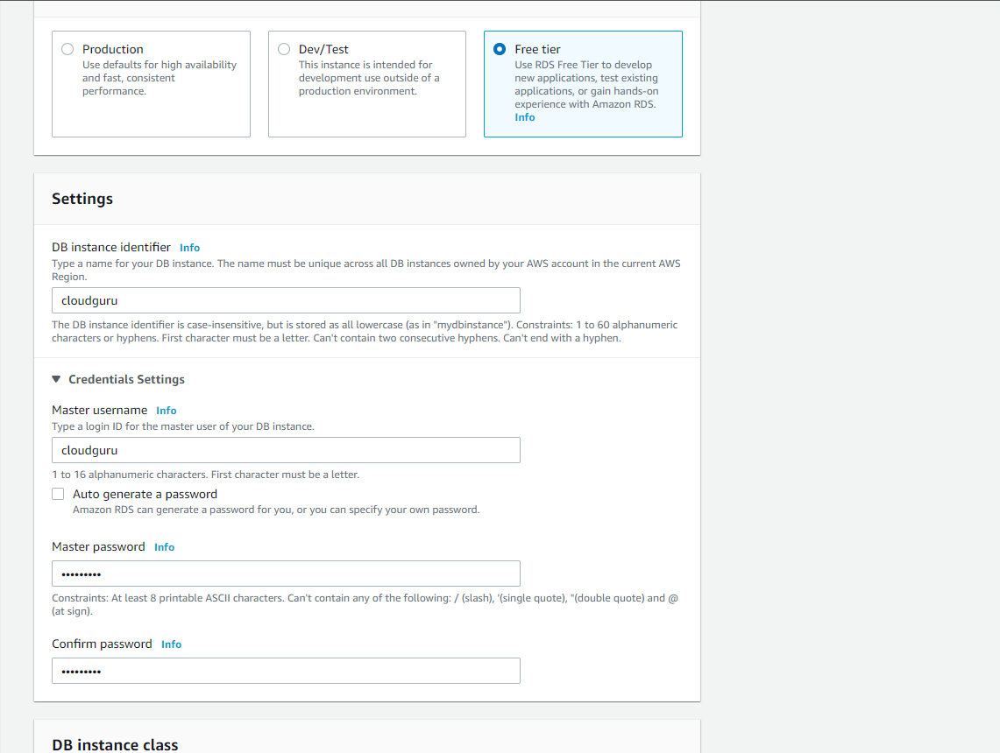 Production
Use defaults for high availability
and fast, consistent
performance.
Dev/Test
This instance is intended for
development use outside of a
production environment.
Free tier
Use RDS Free Tier to develop
new applications, test existing
applications, or gain hands-on
experience with Amazon RDS.
Info
Settings
DB instance identifier Info
Type a name for your DB instance. The name must be unique across all DB instances owned by your AWS account in the current AWS
Region.
cloudguru
The DB instance identifier is case-insensitive, but is stored as all lowercase (as in "mydbinstance"). Constraints: 1 to 60 alphanumeric
characters or hyphens. First character must be a letter. Can't contain two consecutive hyphens. Can't end with a hyphen.
Credentials Settings
Master username Info
Type a login ID for the master user of your DB instance.
cloudguru
1 to 16 alphanumeric characters. First character must be a letter.
Auto generate a password
Amazon RDS can generate a password for you, or you can specify your own password.
Master password Info
•••••••••
Constraints: At least 8 printable ASCII characters. Can't contain any of the following: / (slash), '(single quote), "(double quote) and @
(at sign).
Confirm password Info
•••••••••
DB instance class